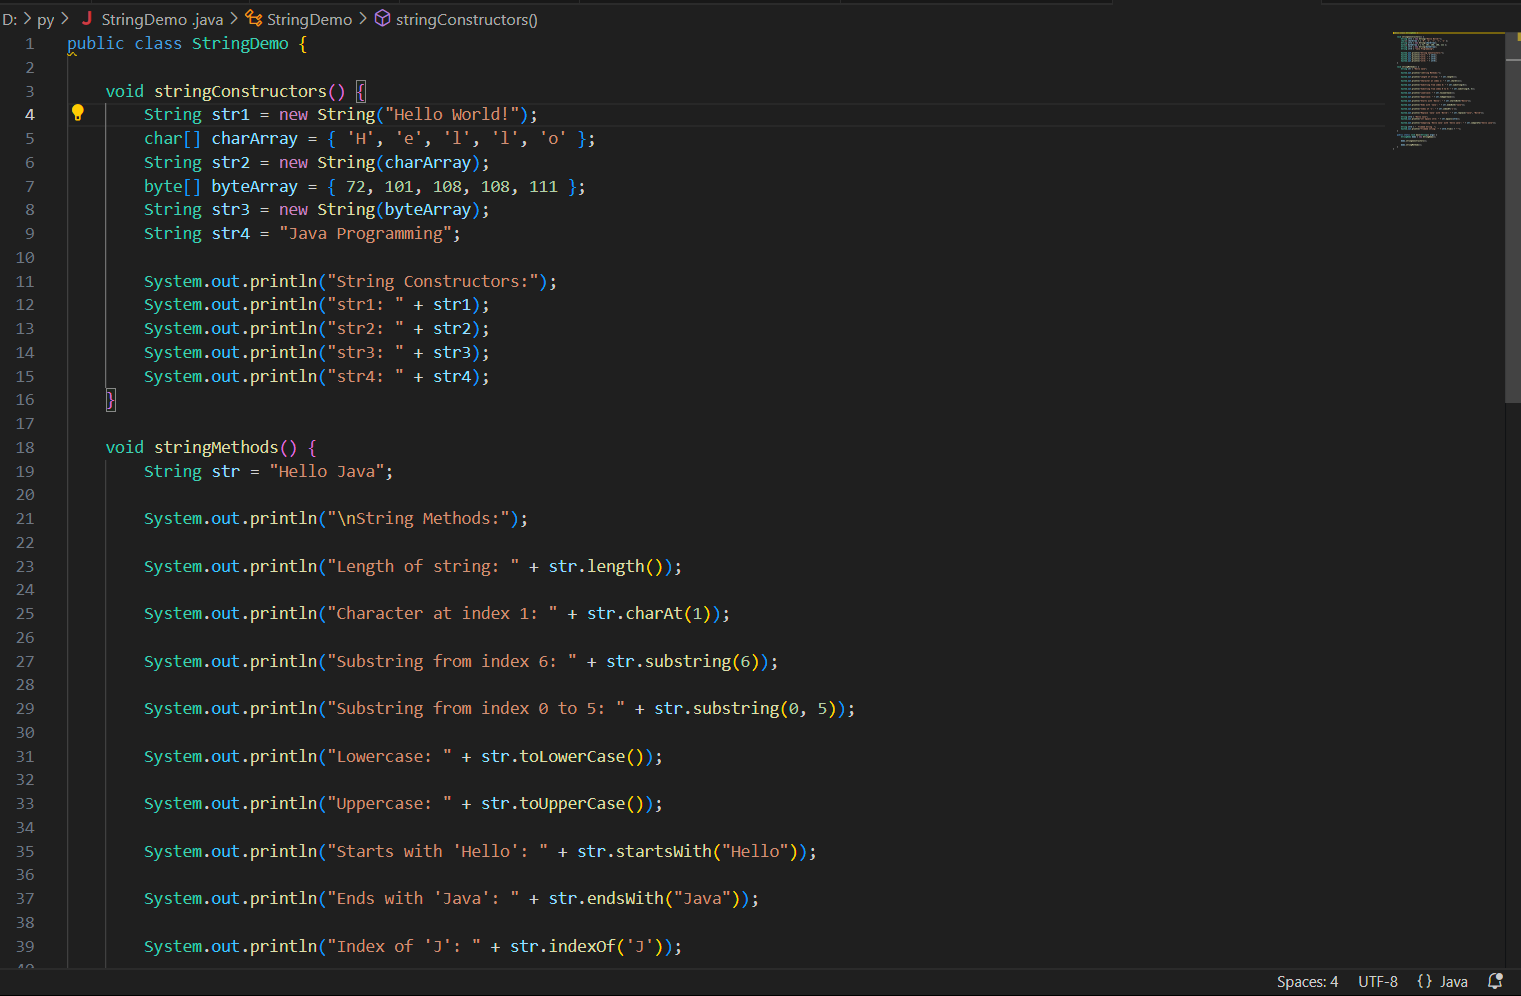 D: > py > J StringDemo .java > StringDemo > stringConstructors()
1 public class StringDemo {
2
3     void stringConstructors() {
4         String str1 = new String("Hello World!");
5         char[] charArray = { 'H', 'e', 'l', 'l', 'o' };
6         String str2 = new String(charArray);
7         byte[] byteArray = { 72, 101, 108, 108, 111 };
8         String str3 = new String(byteArray);
9         String str4 = "Java Programming";
10
11         System.out.println("String Constructors:");
12         System.out.println("str1: " + str1);
13         System.out.println("str2: " + str2);
14         System.out.println("str3: " + str3);
15         System.out.println("str4: " + str4);
16     }
17
18     void stringMethods() {
19         String str = "Hello Java";
20
21         System.out.println("\nString Methods:");
22
23         System.out.println("Length of string: " + str.length());
24
25         System.out.println("Character at index 1: " + str.charAt(1));
26
27         System.out.println("Substring from index 6: " + str.substring(6));
28
29         System.out.println("Substring from index 0 to 5: " + str.substring(0, 5));
30
31         System.out.println("Lowercase: " + str.toLowerCase());
32
33         System.out.println("Uppercase: " + str.toUpperCase());
34
35         System.out.println("Starts with 'Hello': " + str.startsWith("Hello"));
36
37         System.out.println("Ends with 'Java': " + str.endsWith("Java"));
38
39         System.out.println("Index of 'J': " + str.indexOf('J'));
Spaces: 4 UTF-8 {} Java